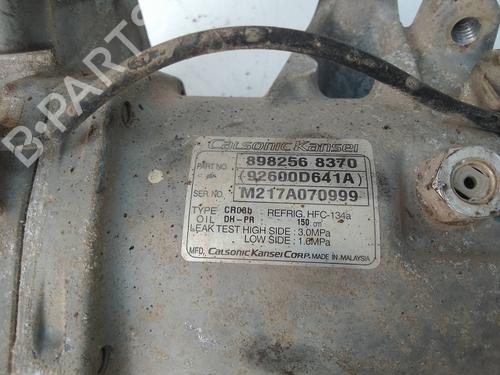 B-PARTS
Calsonic Kansei
PART NO. 898256 8370
(92600D641A)
SER.NO. M217A070999
TYPE CR08b REFRIG. HFC-134a
OIL DH-PR 150 cm³
LEAK TEST HIGH SIDE : 3.0MPa
LOW SIDE : 1.6MPa
MFD. Calsonic Kansei CORP. MADE IN MALAYSIA